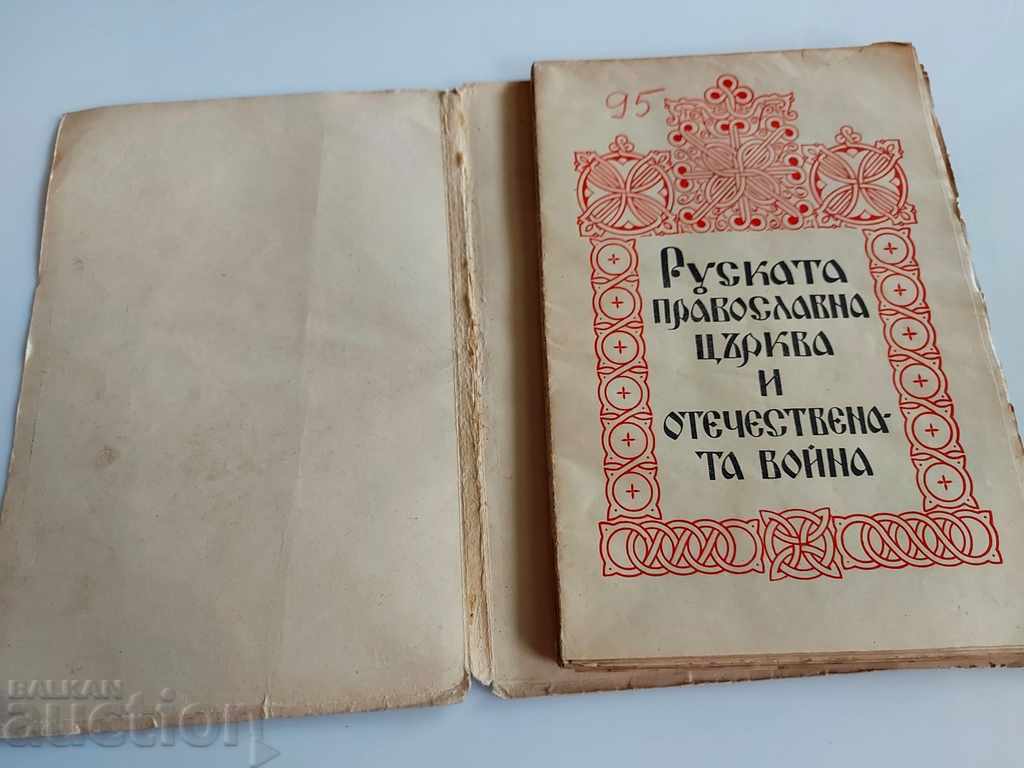 95
Руската
православна
църква
и
отечествена-
та война
BALKAN
auction